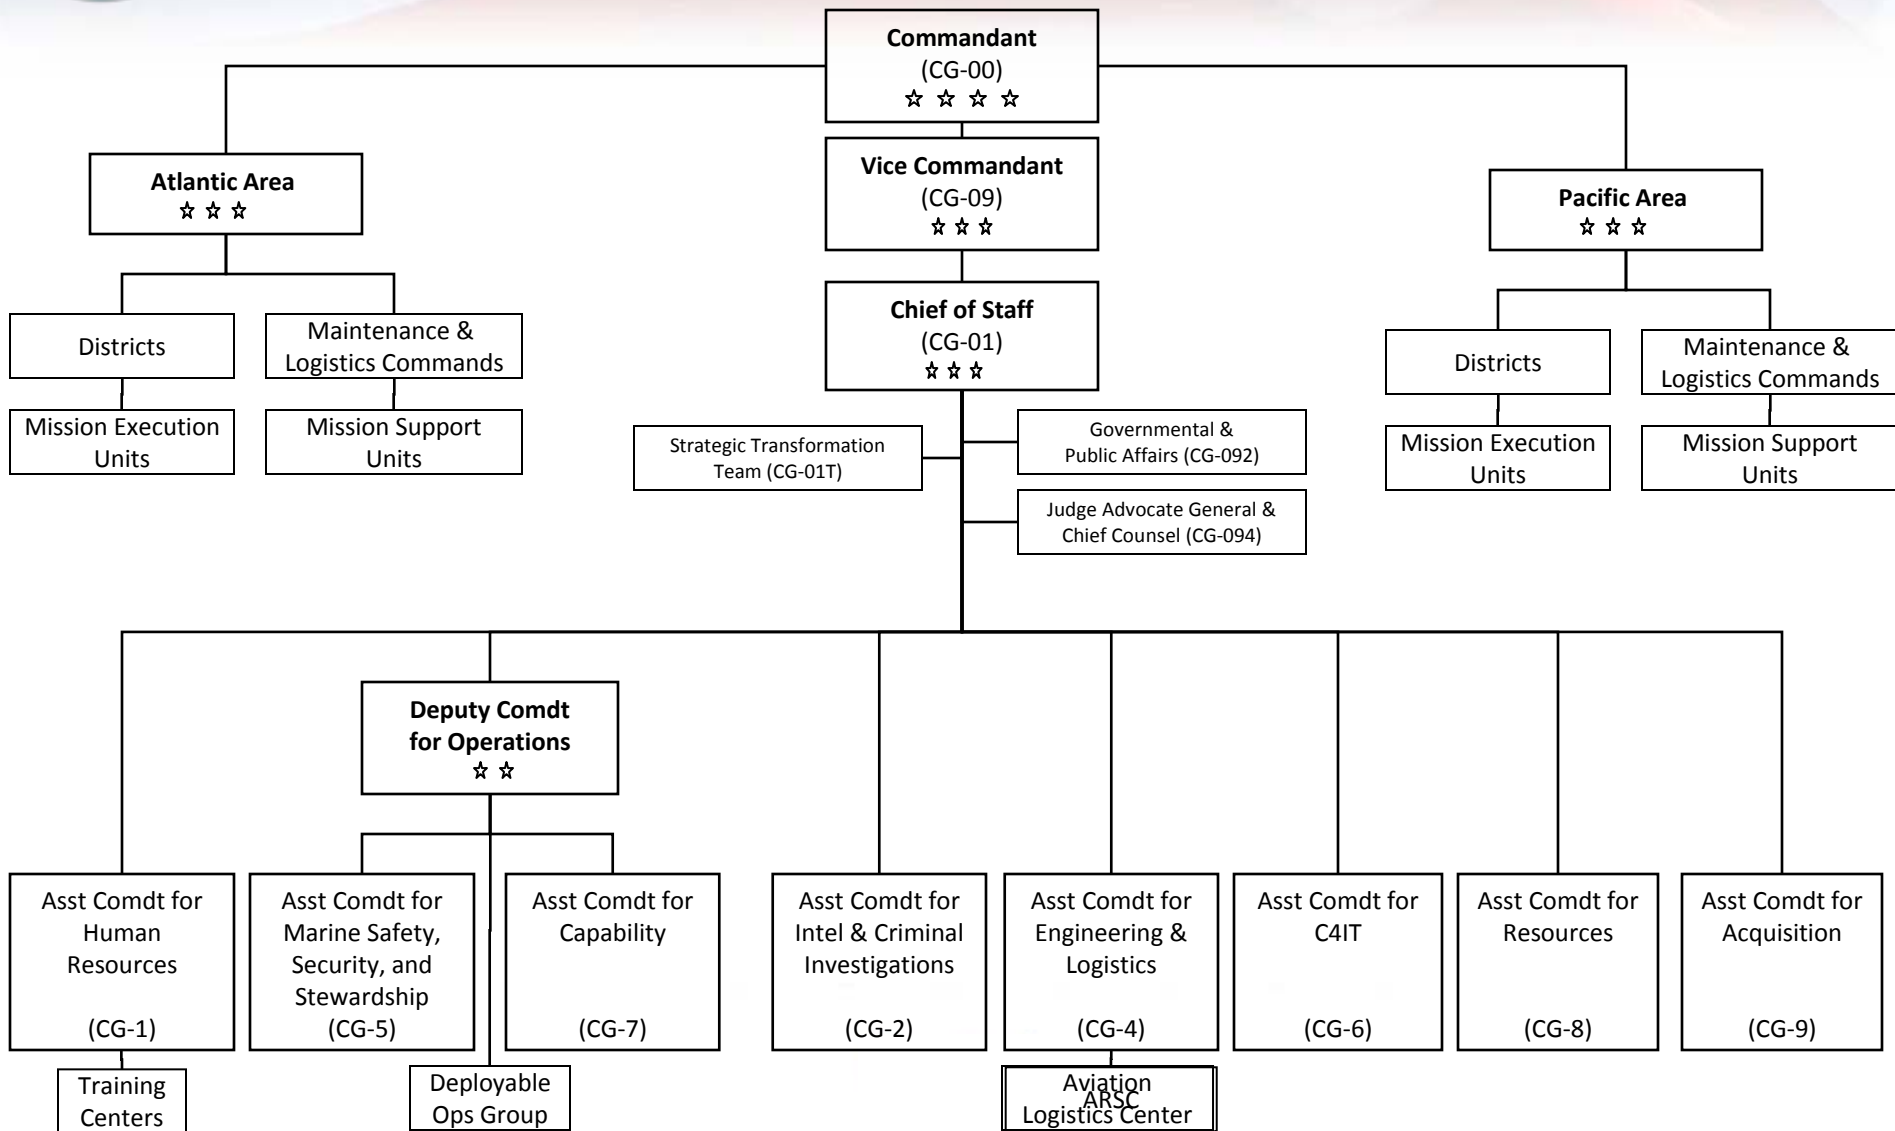 Commandant
(CG-00)
☆ ☆ ☆ ☆
Atlantic Area
☆ ☆ ☆
Vice Commandant
(CG-09)
☆ ☆ ☆
Pacific Area
☆ ☆ ☆
Chief of Staff
(CG-01)
☆ ☆ ☆
Districts
Maintenance &
Logistics Commands
Mission Execution
Units
Mission Support
Units
Districts
Maintenance &
Logistics Commands
Mission Execution
Units
Mission Support
Units
Strategic Transformation
Team (CG-01T)
Governmental &
Public Affairs (CG-092)
Judge Advocate General &
Chief Counsel (CG-094)
Deputy Comdt
for Operations
☆ ☆
Asst Comdt for
Human
Resources
(CG-1)
Asst Comdt for
Marine Safety,
Security, and
Stewardship
(CG-5)
Asst Comdt for
Capability
(CG-7)
Asst Comdt for
Intel & Criminal
Investigations
(CG-2)
Asst Comdt for
Engineering &
Logistics
(CG-4)
Asst Comdt for
C4IT
(CG-6)
Asst Comdt for
Resources
(CG-8)
Asst Comdt for
Acquisition
(CG-9)
Training
Centers
Deployable
Ops Group
Aviation
ARSC
Logistics Center